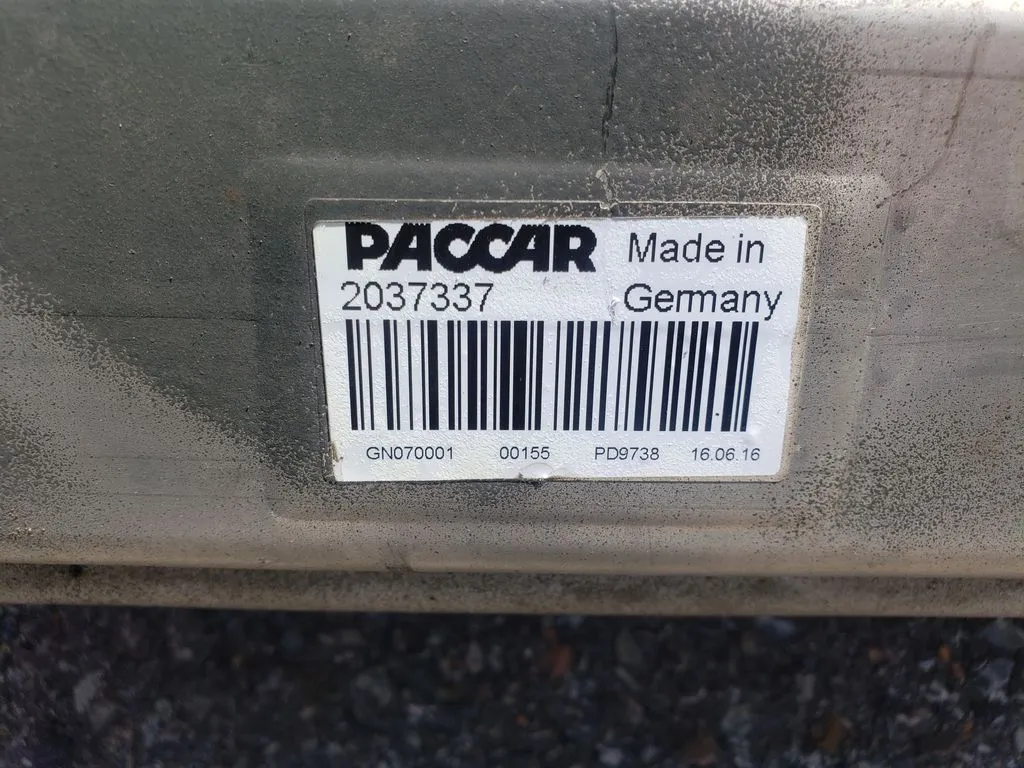 PACCAR Made in
2037337 Germany
GN070001 00155 PD9738 16.06.16